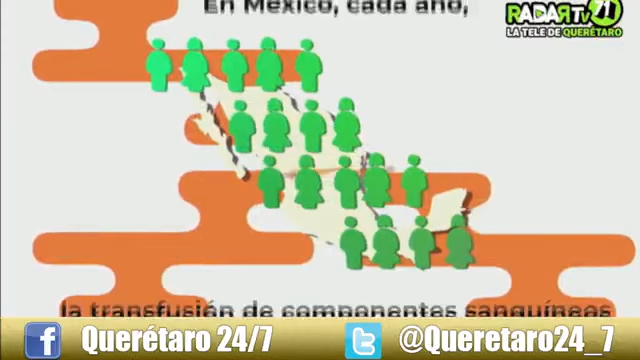 En México, cada año,
RADAR TV 71
LA TELE DE QUERÉTARO
la transfusión de componentes sanguíneos
Querétaro 24/7
@Queretaro24_7